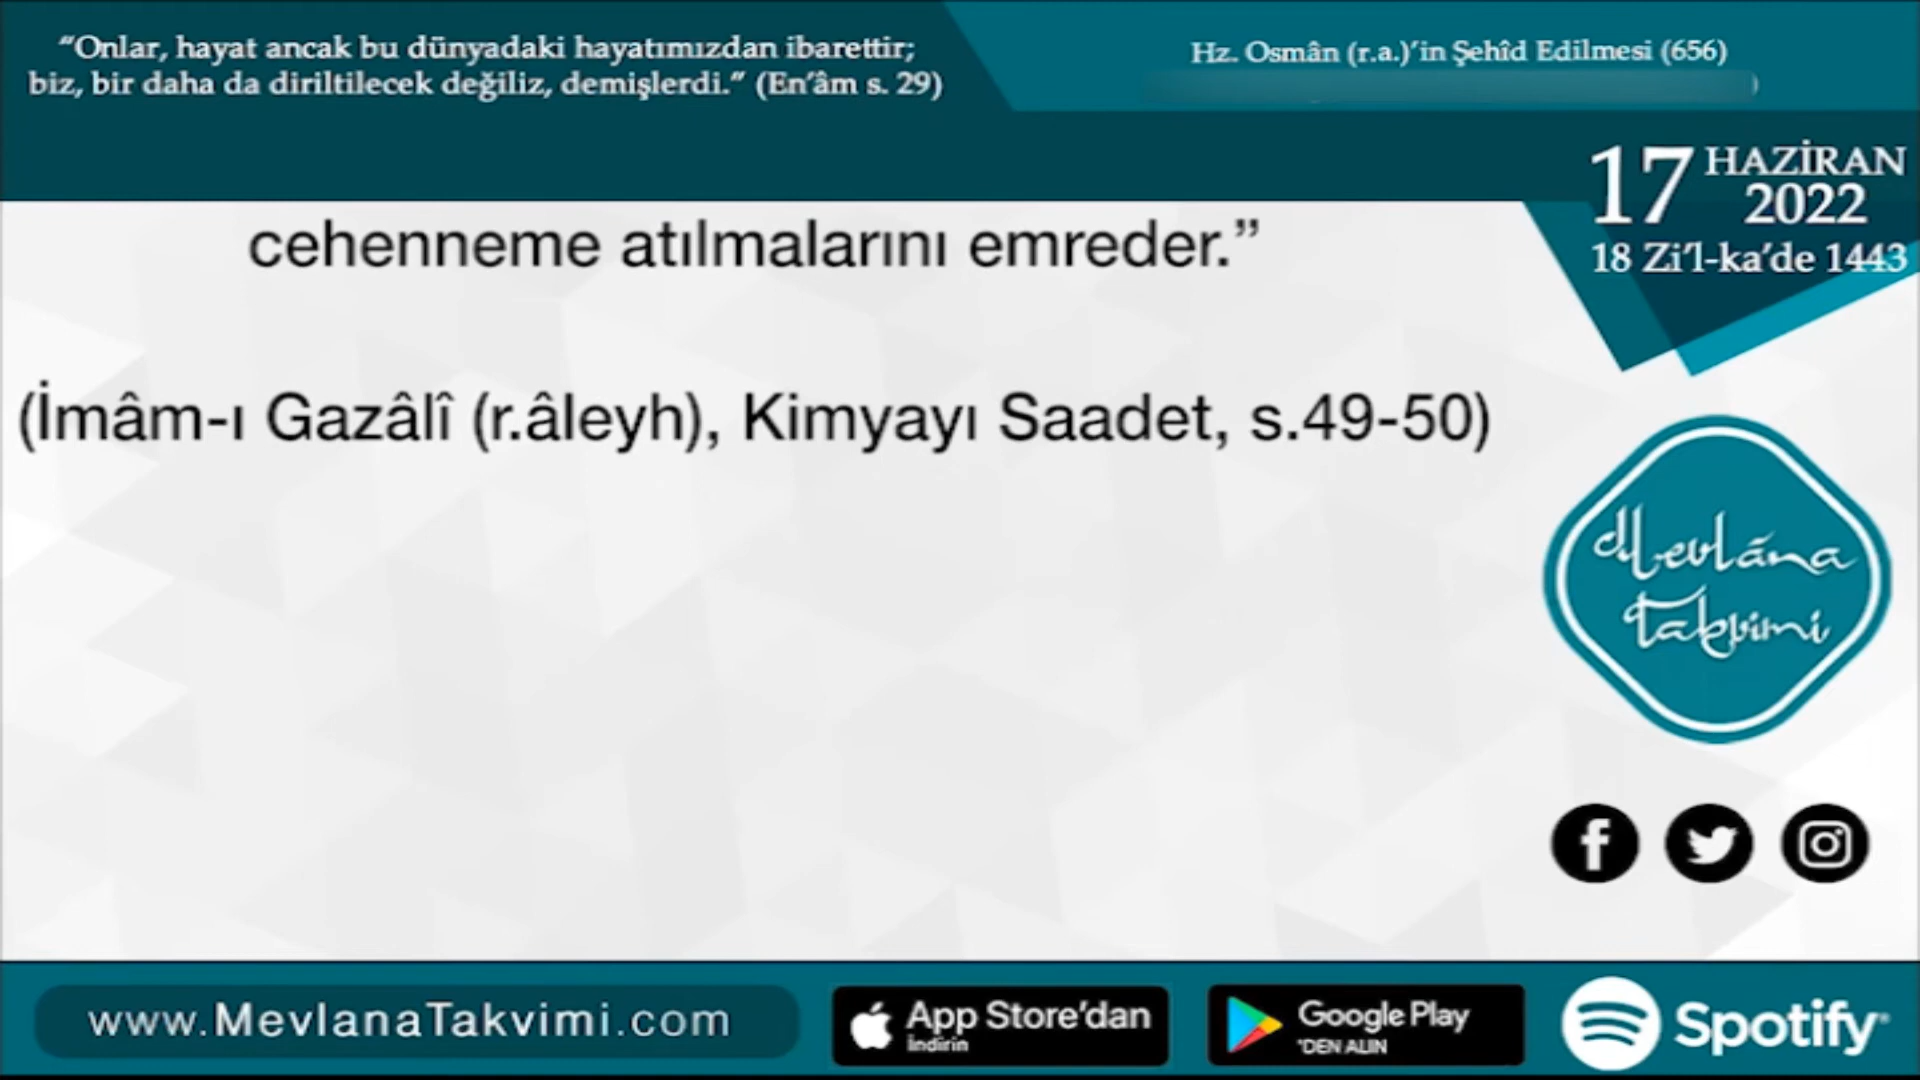 “Onlar, hayat ancak bu dünyadaki hayatımızdan ibarettir;
biz, bir daha da diriltilecek değiliz, demişlerdi.” (En’âm s. 29)
Hz. Osmân (r.a.)’in Şehîd Edilmesi (656)
17 HAZİRAN
2022
18 Zi’l-ka’de 1443
cehenneme atılmalarını emreder.”
(İmâm-ı Gazâlî (r.âleyh), Kimyayı Saadet, s.49-50)
Mevlâna
Takvimi
www.MevlanaTakvimi.com
App Store’dan
İndirin
Google Play
’DEN ALIN
Spotify